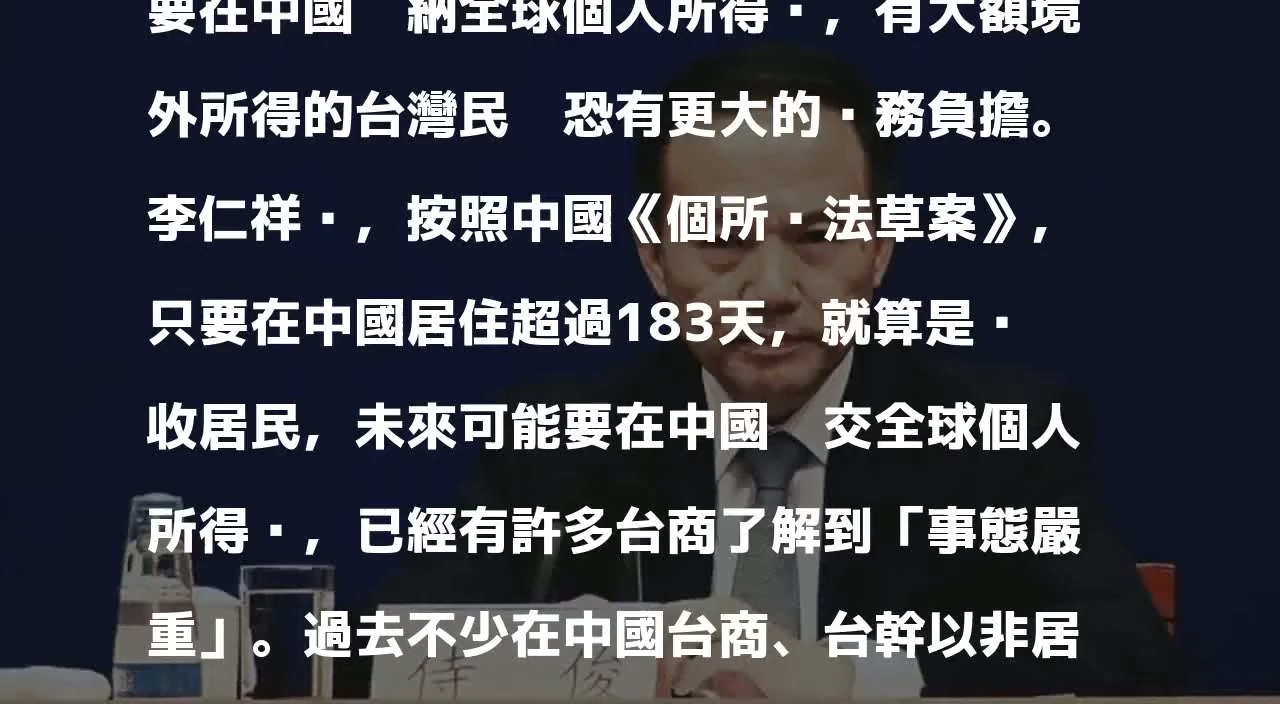 要在中國　納全球個人所得▪，有大額境
外所得的台灣民　恐有更大的▪務負擔。
李仁祥▪，按照中國《個所▪法草案》，
只要在中國居住超過183天，就算是▪
收居民，未來可能要在中國　交全球個人
所得▪，已經有許多台商了解到「事態嚴
重」。過去不少在中國台商、台幹以非居
侍 俊